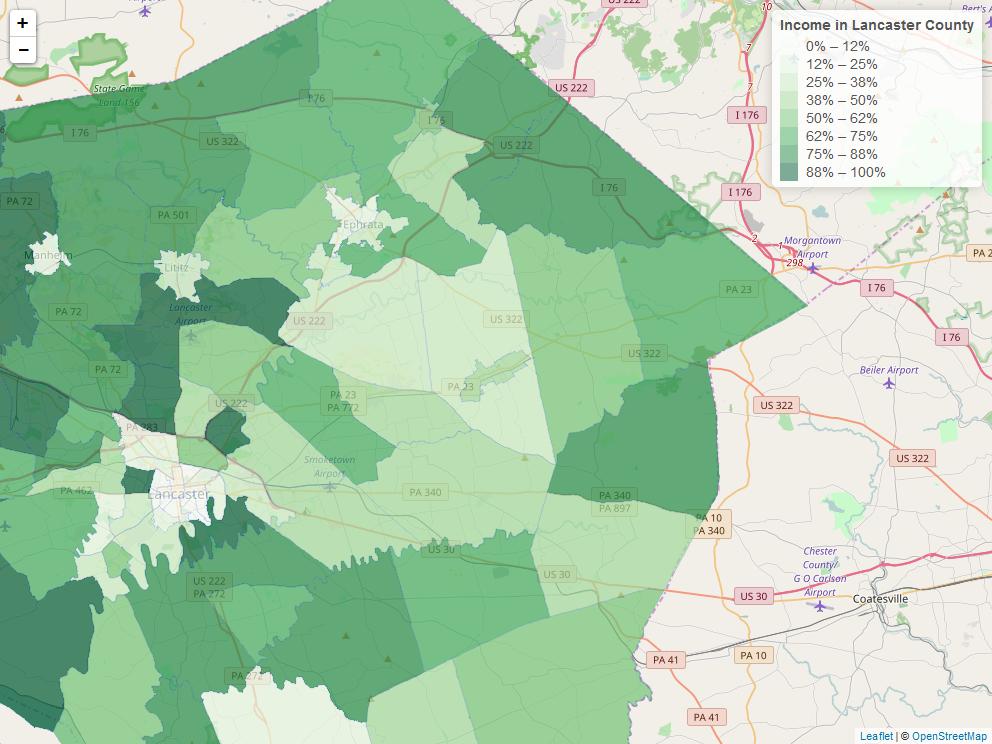 +
−
Airport
US 222
10
Bert's A
Income in Lancaster County
0% – 12%
12% – 25%
25% – 38%
38% – 50%
50% – 62%
62% – 75%
75% – 88%
88% – 100%
7
7
State Game
Land 156
US 222
I 76
I 76
I 76
I 176
US 322
US 222
I 76
I 176
PA 72
PA 501
Ephrata
2
1
298
Morgantown
Airport
PA 2
Manheim
Lititz
PA 23
I 76
Lancaster
Airport
PA 72
US 222
US 322
I 76
US 322
PA 72
PA 23
Beiler Airport
PA 23
PA 772
US 222
US 322
PA 283
US 322
Smoketown
Airport
PA 462
Lancaster
PA 340
PA 340
PA 897
PA 10
PA 340
US 30
Chester
County/
G O Carlson
Airport
US 30
US 222
PA 272
US 30
Coatesville
PA 41
PA 10
PA 272
PA 41
Leaflet | © OpenStreetMap